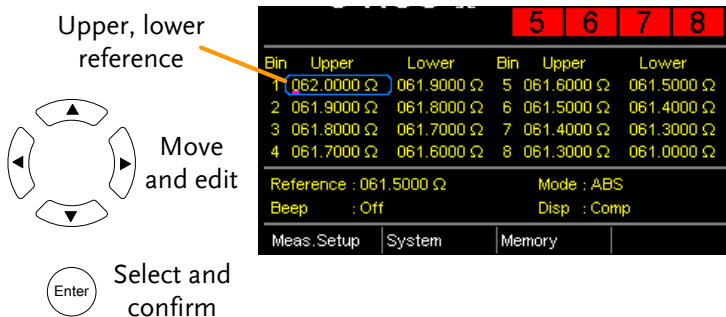 Upper, lower
reference
5 6 7 8
Bin Upper Lower Bin Upper Lower
1 062.0000 Ω 061.9000 Ω 5 061.6000 Ω 061.5000 Ω
2 061.9000 Ω 061.8000 Ω 6 061.5000 Ω 061.4000 Ω
3 061.8000 Ω 061.7000 Ω 7 061.4000 Ω 061.3000 Ω
4 061.7000 Ω 061.6000 Ω 8 061.3000 Ω 061.0000 Ω
Move
and edit
Reference : 061.5000 Ω Mode : ABS
Beep : Off Disp : Comp
Meas.Setup System Memory
Enter
Select and
confirm